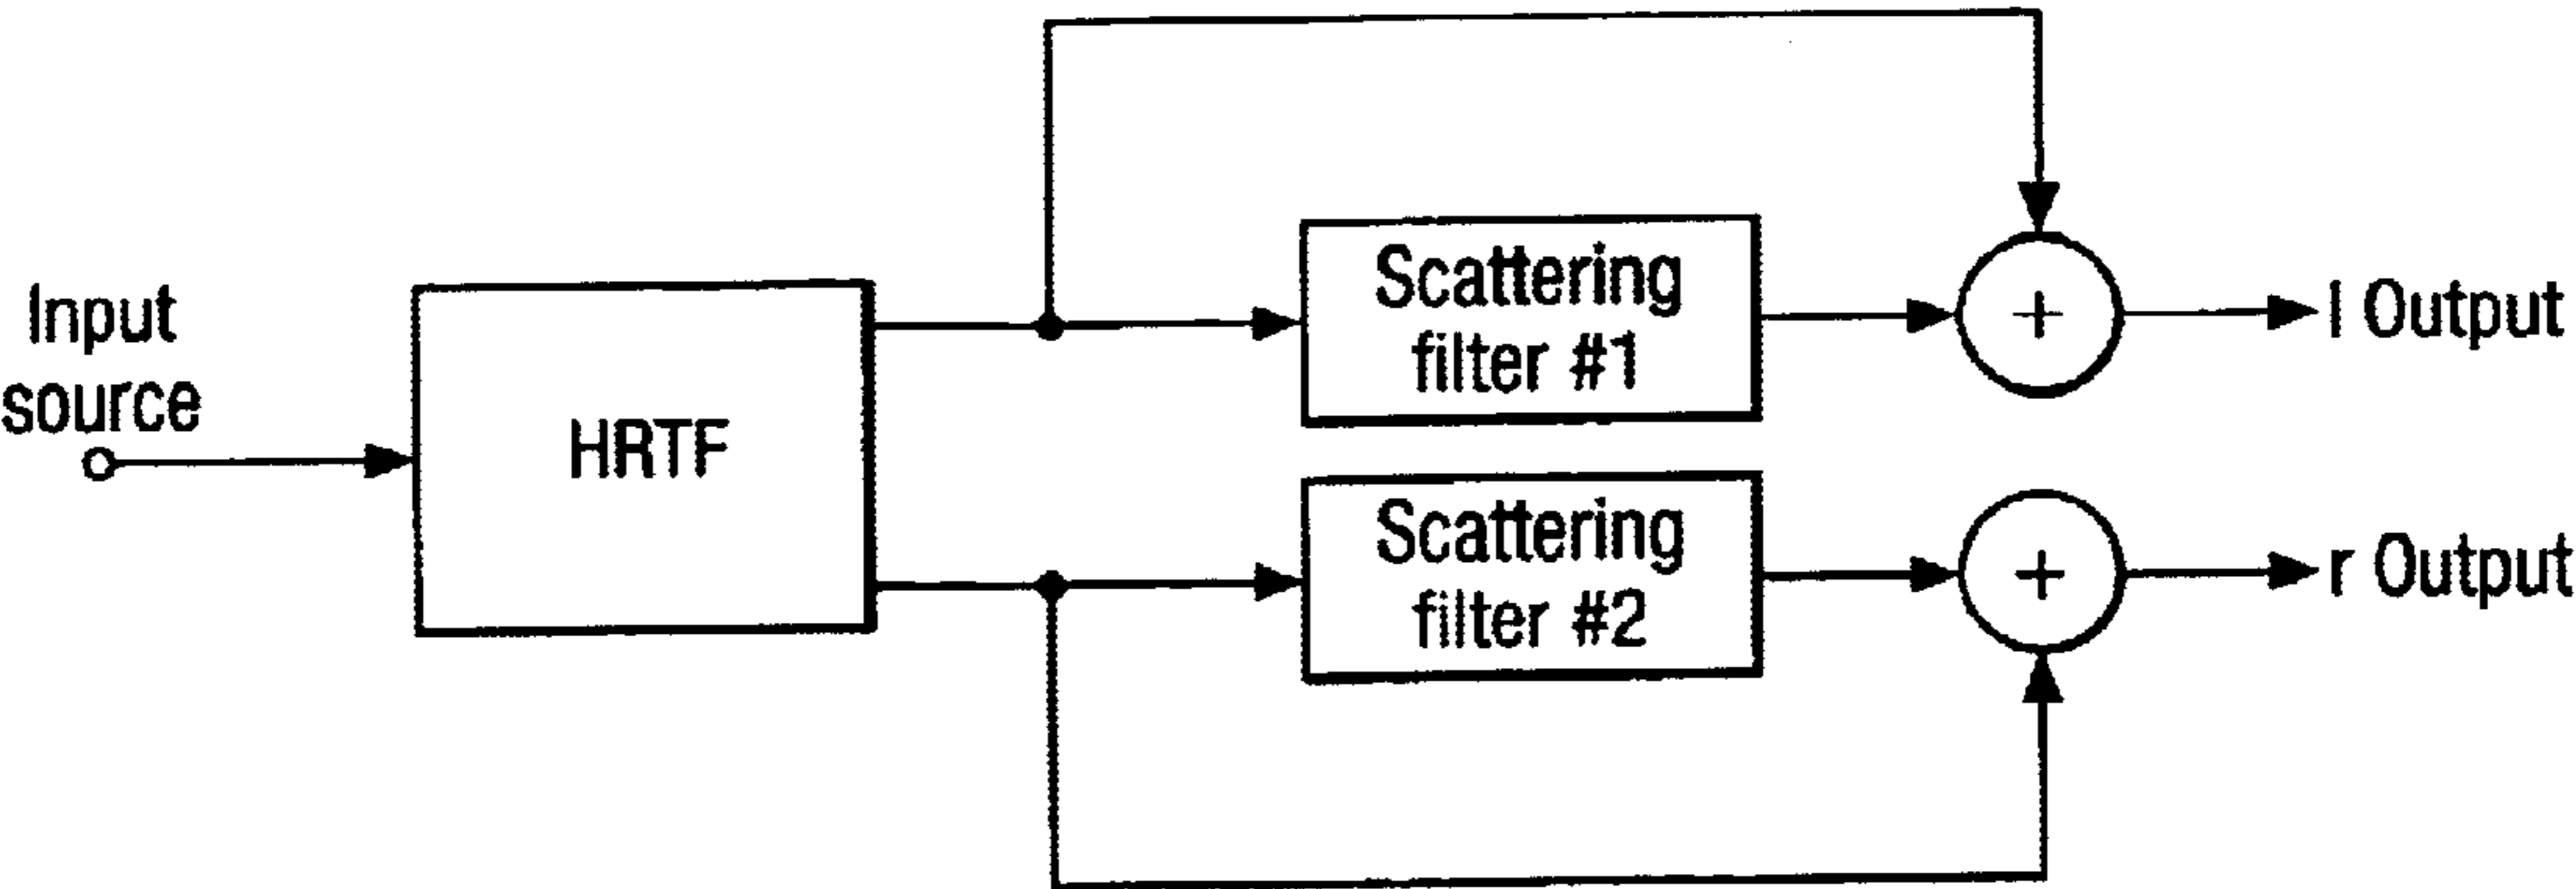 Input
source
HRTF
Scattering
filter #1
+
l Output
Scattering
filter #2
+
r Output